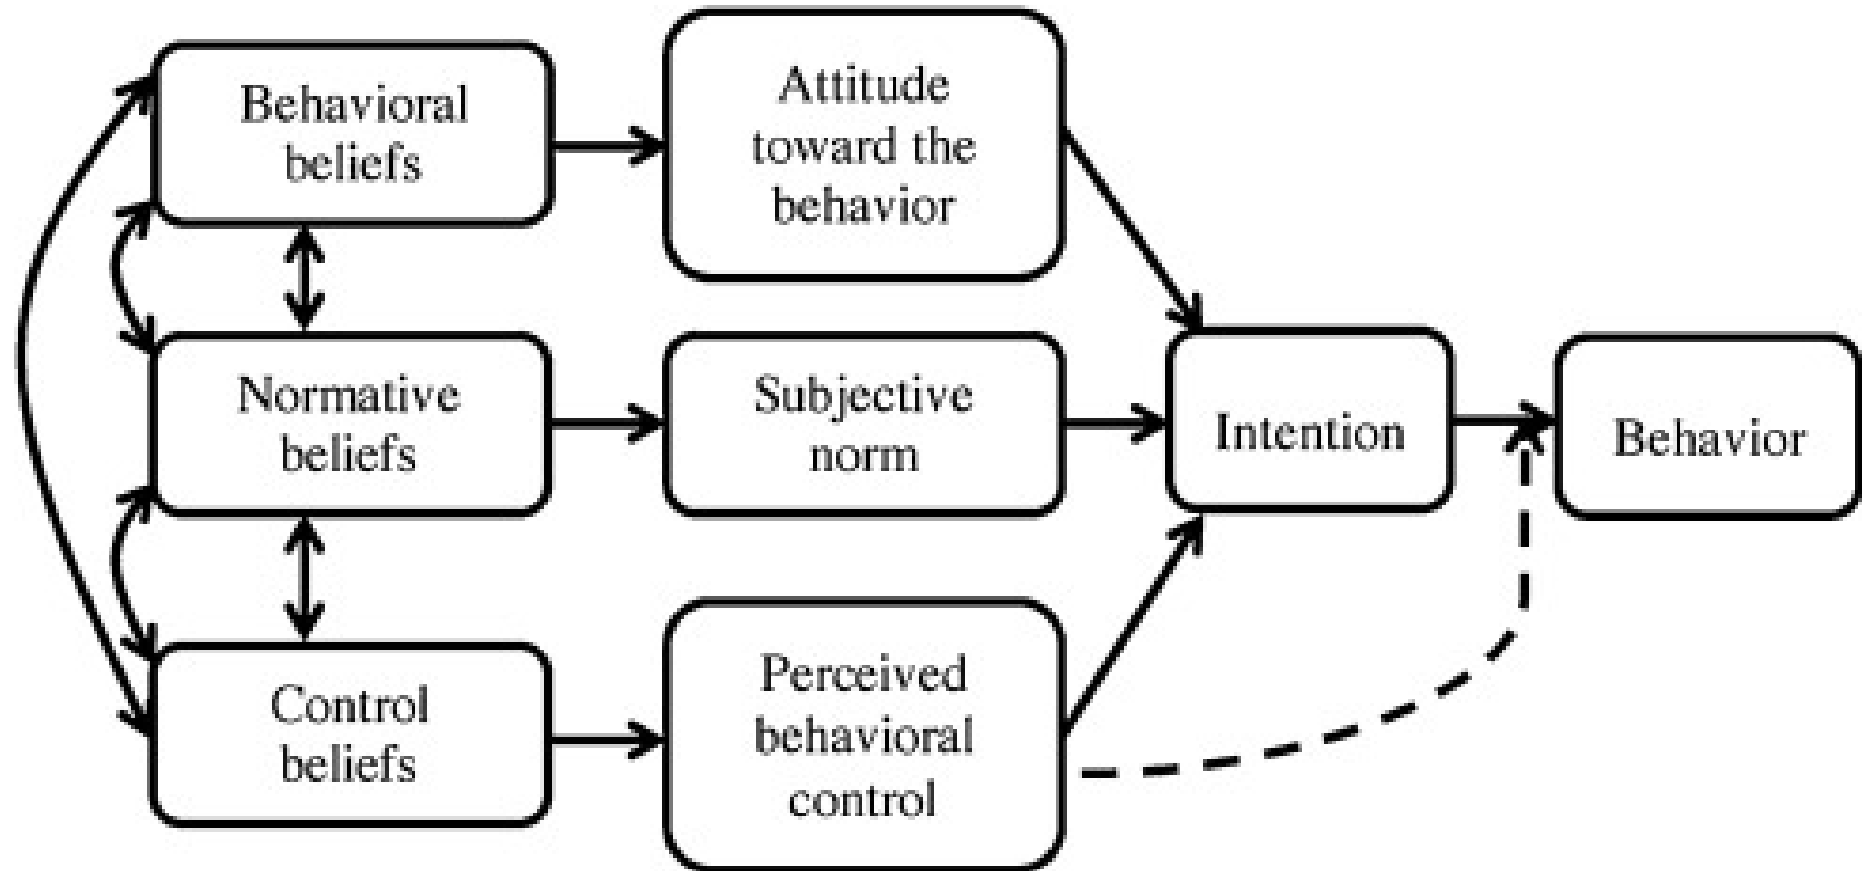 Behavioral
beliefs
Attitude
toward the
behavior
Normative
beliefs
Subjective
norm
Intention
Behavior
Control
beliefs
Perceived
behavioral
control